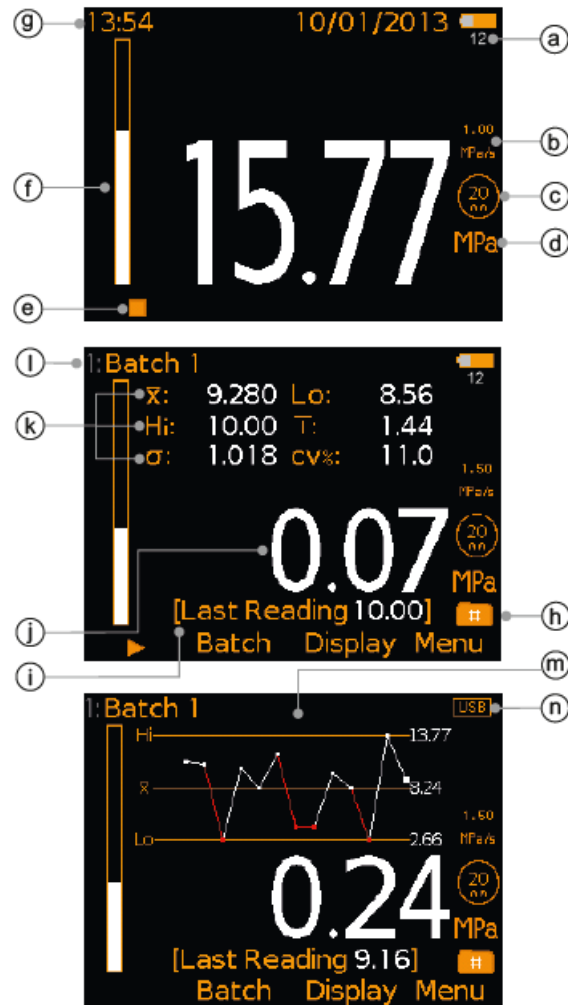 g 13:54 10/01/2013
12 a
1.00
MPa/s b
f 15.77 20 c
MPa d
e
l 1: Batch 1
12
x̅: 9.280 Lo: 8.56
k Hi: 10.00 T: 1.44
σ: 1.018 cv%: 11.0
1.50
MPa/s
0.07 20
MPa
j [Last Reading 10.00] # h
i Batch Display Menu
m
1: Batch 1 USB n
Hi 13.77
x̅ 8.24
Lo 2.66
MPa/s
0.24 20
MPa
[Last Reading 9.16] #
Batch Display Menu